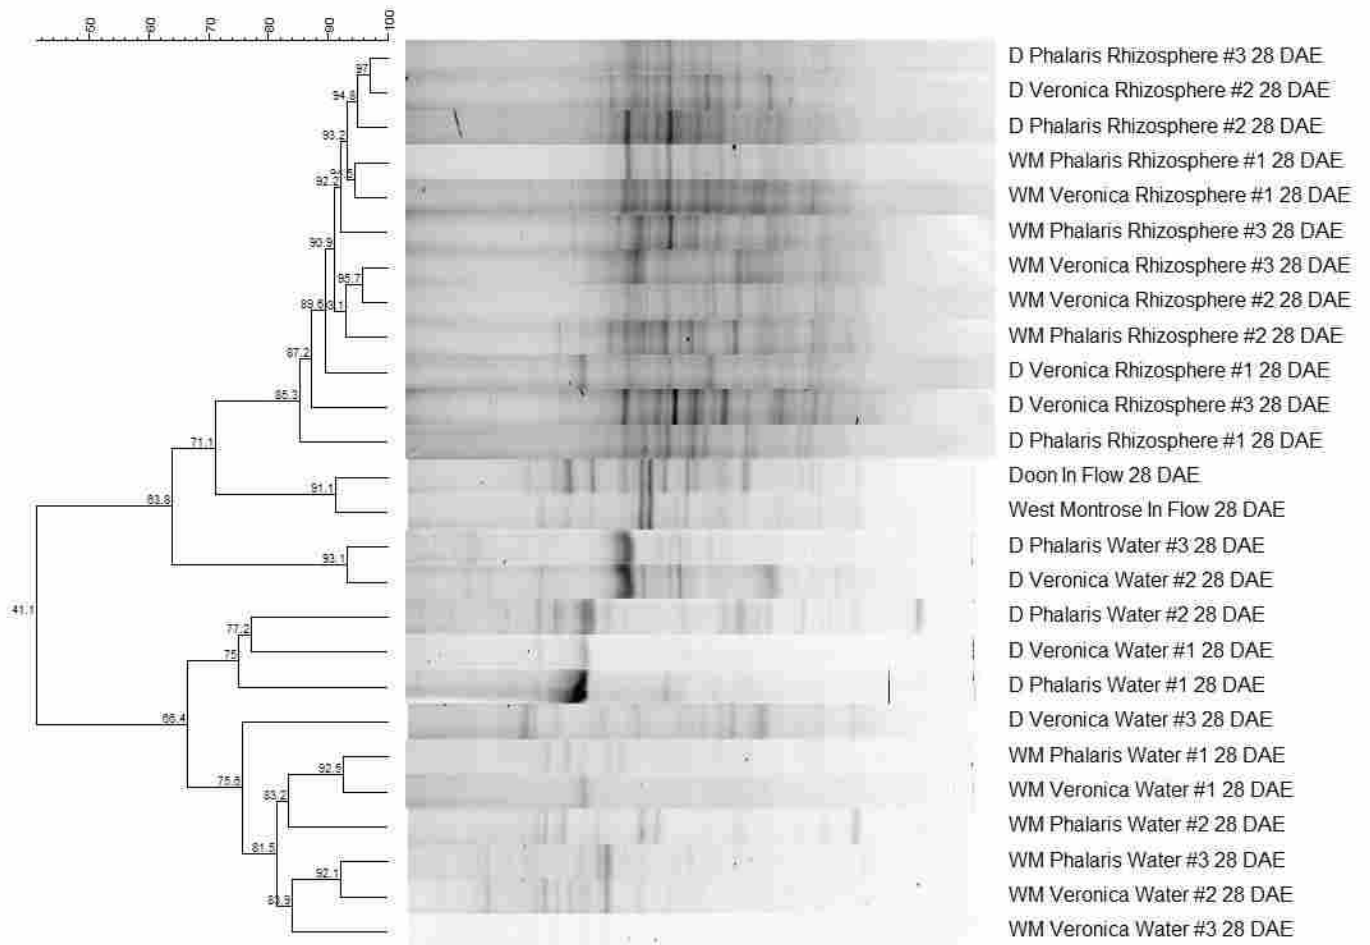 50 60 70 80 90 100
D Phalaris Rhizosphere #3 28 DAE
97
D Veronica Rhizosphere #2 28 DAE
94.8
D Phalaris Rhizosphere #2 28 DAE
93.2
WM Phalaris Rhizosphere #1 28 DAE
WM Veronica Rhizosphere #1 28 DAE
WM Phalaris Rhizosphere #3 28 DAE
90.9
WM Veronica Rhizosphere #3 28 DAE
95.7
WM Veronica Rhizosphere #2 28 DAE
89.6
WM Phalaris Rhizosphere #2 28 DAE
87.2
D Veronica Rhizosphere #1 28 DAE
85.3
D Veronica Rhizosphere #3 28 DAE
D Phalaris Rhizosphere #1 28 DAE
71.1
Doon In Flow 28 DAE
91.1
63.8
West Montrose In Flow 28 DAE
D Phalaris Water #3 28 DAE
93.1
D Veronica Water #2 28 DAE
41.1
D Phalaris Water #2 28 DAE
77.2
D Veronica Water #1 28 DAE
75
D Phalaris Water #1 28 DAE
66.4
D Veronica Water #3 28 DAE
WM Phalaris Water #1 28 DAE
92.5
75.6
WM Veronica Water #1 28 DAE
83.2
WM Phalaris Water #2 28 DAE
81.5
WM Phalaris Water #3 28 DAE
92.1
WM Veronica Water #2 28 DAE
83.9
WM Veronica Water #3 28 DAE